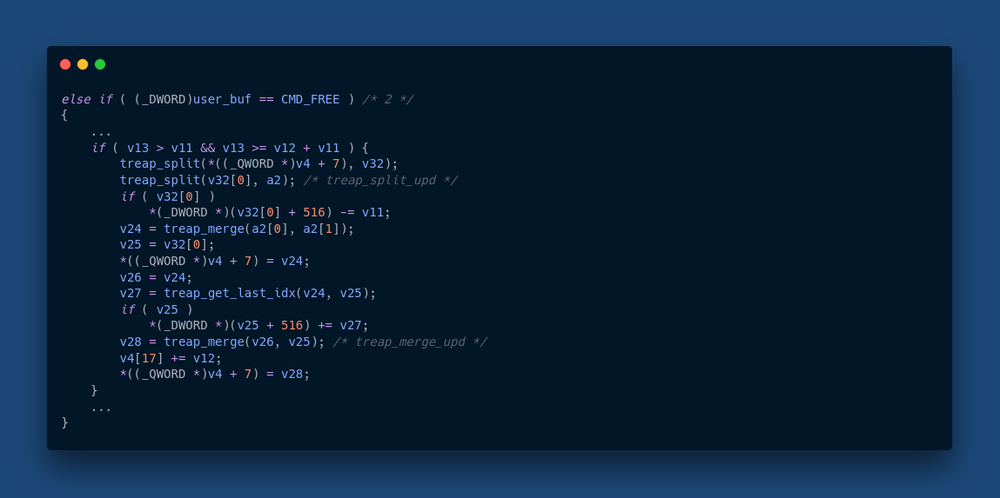 else if ( (_DWORD)user_buf == CMD_FREE ) /* 2 */
{
    ...
    if ( v13 > v11 && v13 >= v12 + v11 ) {
        treap_split(*((_QWORD *)v4 + 7), v32);
        treap_split(v32[0], a2); /* treap_split_upd */
        if ( v32[0] )
            *(_DWORD *)(v32[0] + 516) -= v11;
        v24 = treap_merge(a2[0], a2[1]);
        v25 = v32[0];
        *((_QWORD *)v4 + 7) = v24;
        v26 = v24;
        v27 = treap_get_last_idx(v24, v25);
        if ( v25 )
            *(_DWORD *)(v25 + 516) += v27;
        v28 = treap_merge(v26, v25); /* treap_merge_upd */
        v4[17] += v12;
        *((_QWORD *)v4 + 7) = v28;
    }
    ...
}